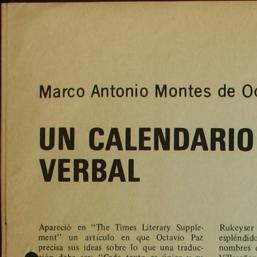 Marco Antonio Montes de
UN CALENDARIO
VERBAL
Apareció en "The Times Literary Supple-
ment" un artículo en que Octavio Paz
precisa sus ideas sobre lo que una traduc-
Rukeyser
espléndido
nombres